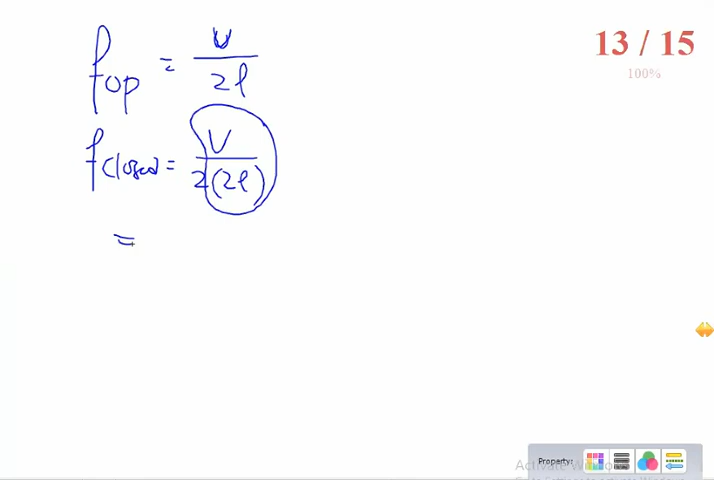 fop = v/2l
fclosed = V/2(2l)
=
13 / 15
100%
Property: